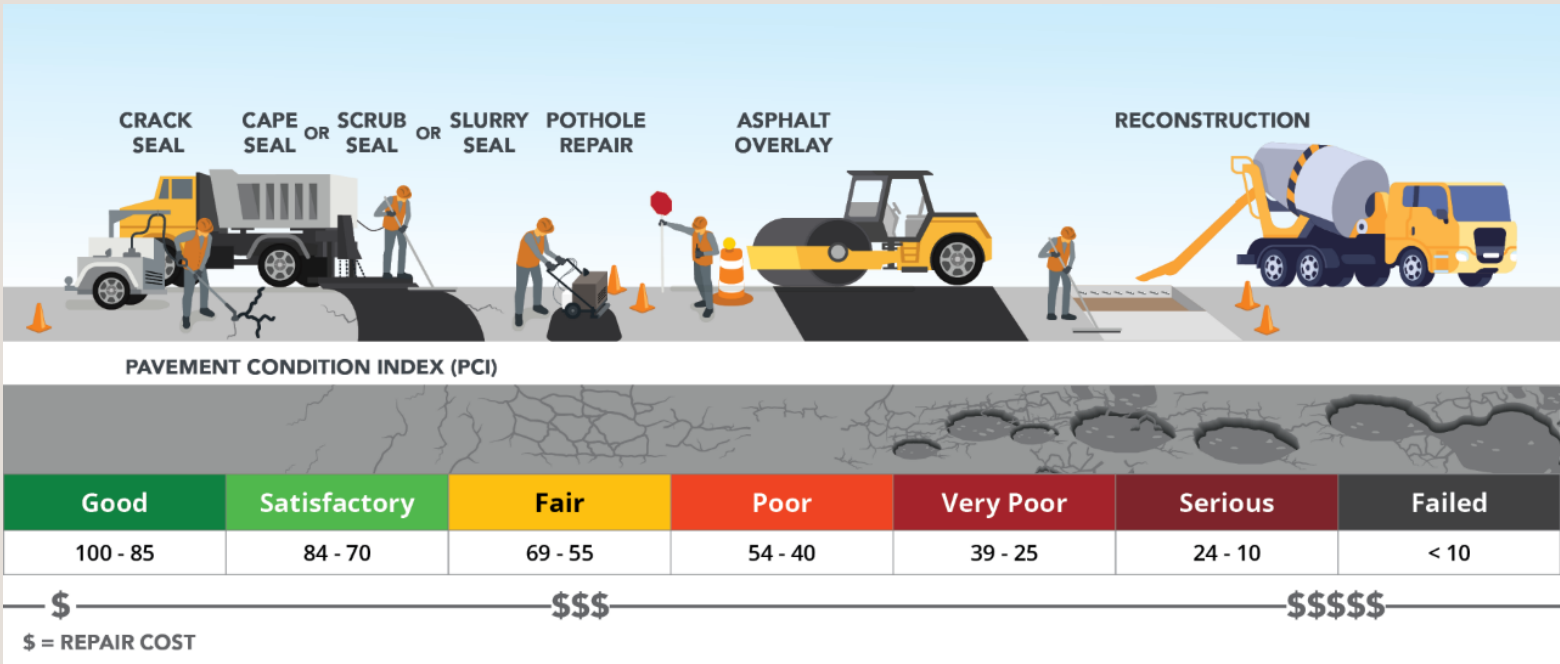 CRACK SEAL
CAPE SEAL OR SCRUB SEAL OR SLURRY SEAL
POTHOLE REPAIR
ASPHALT OVERLAY
RECONSTRUCTION
PAVEMENT CONDITION INDEX (PCI)
Good Satisfactory Fair Poor Very Poor Serious Failed
100 - 85 84 - 70 69 - 55 54 - 40 39 - 25 24 - 10 < 10
$ $$$ $$$$$
$ = REPAIR COST